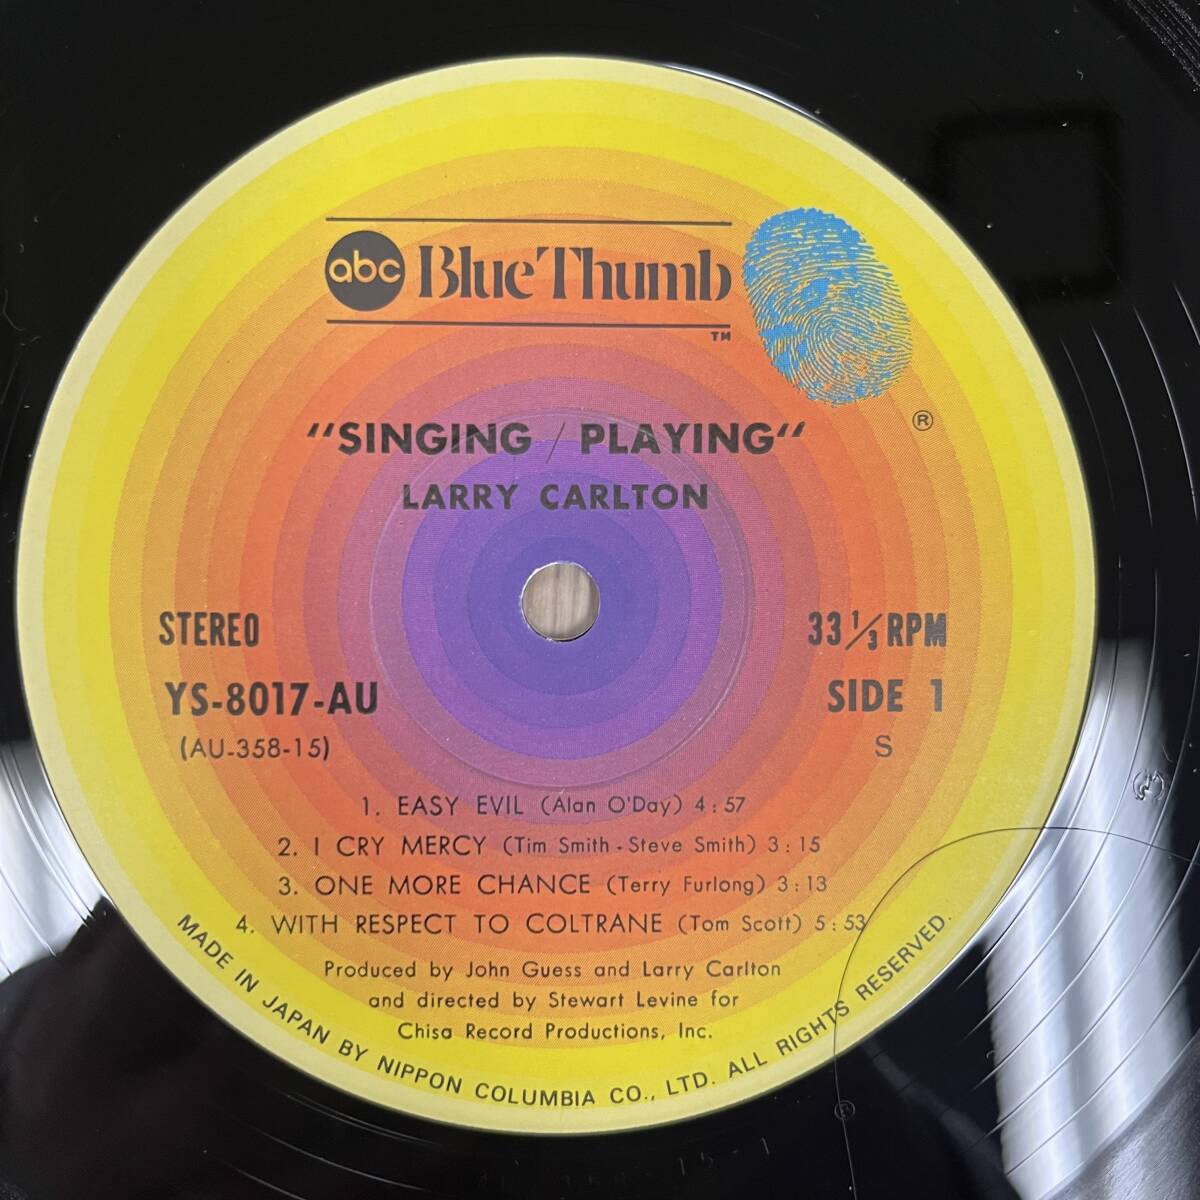 abc Blue Thumb
TM
®
“SINGING / PLAYING“
LARRY CARLTON
STEREO
33 1/3 RPM
YS-8017-AU
SIDE 1
(AU-358-15)
S
1. EASY EVIL (Alan O'Day) 4:57
2. I CRY MERCY (Tim Smith - Steve Smith) 3:15
3. ONE MORE CHANCE (Terry Furlong) 3:13
4. WITH RESPECT TO COLTRANE (Tom Scott) 5:53
Produced by John Guess and Larry Carlton
and directed by Stewart Levine for
Chisa Record Productions, Inc.
MADE IN JAPAN BY NIPPON COLUMBIA CO., LTD. ALL RIGHTS RESERVED.